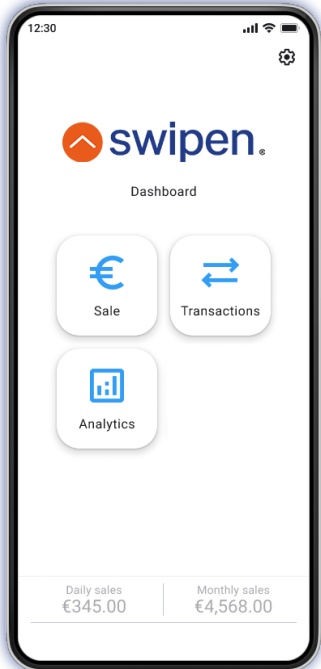 12:30
swipen®
Dashboard
Sale
Transactions
Analytics
Daily sales
Monthly sales
€345.00
€4,568.00